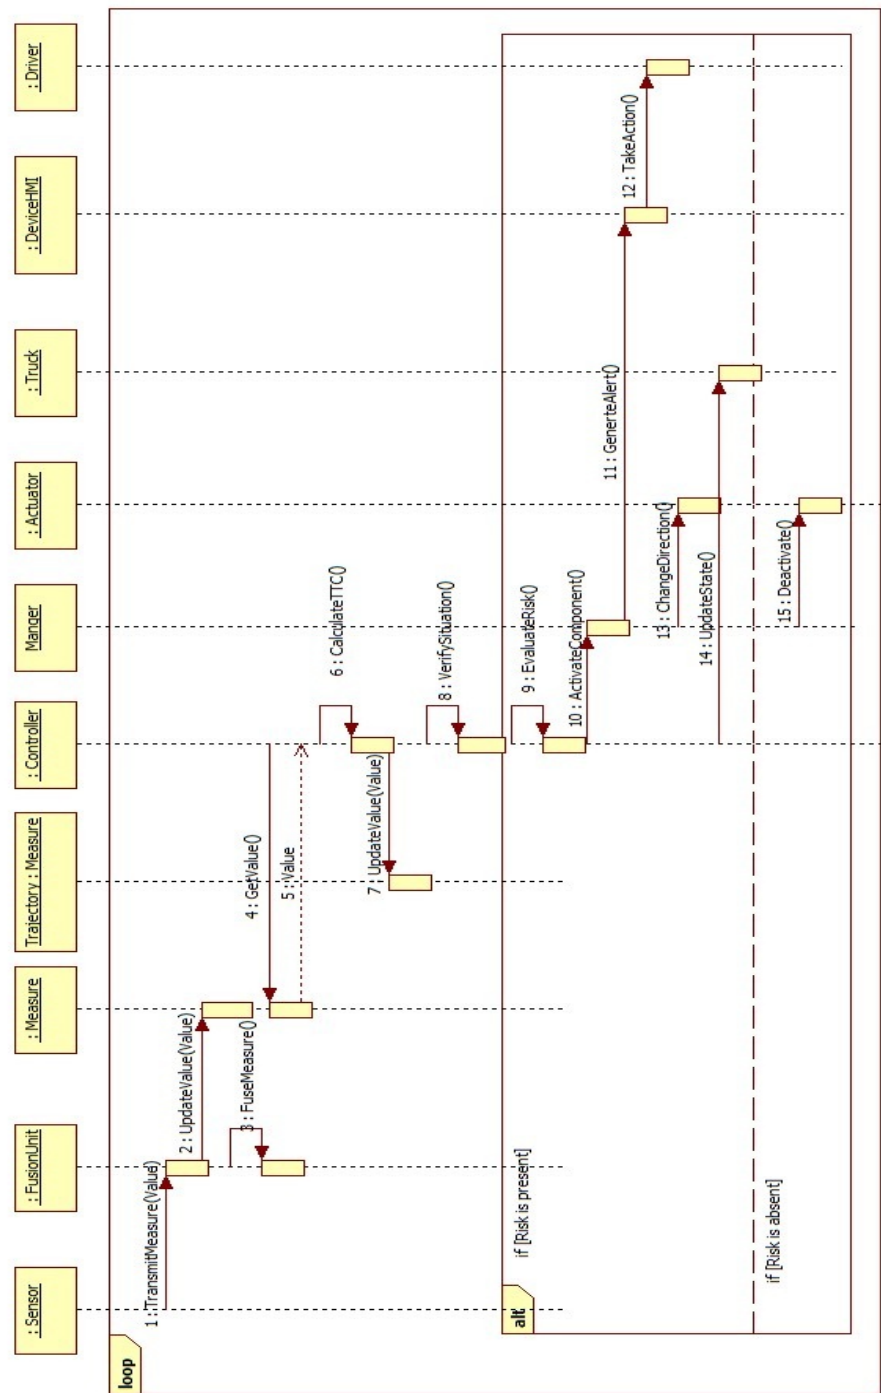 loop
: Sensor
: FusionUnit
: Measure
Trajectory : Measure
: Controller
Manger
: Actuator
: Truck
: DeviceHMI
: Driver
1 : TransmitMeasure(Value)
2 : UpdateValue(Value)
3 : FuseMeasure()
4 : GetValue()
5 : Value
6 : CalculateTTC()
7 : UpdateValue(Value)
8 : VerifySituation()
alt
if [Risk is present]
9 : EvaluateRisk()
10 : ActivateComponent()
11 : GenerteAlert()
12 : TakeAction()
13 : ChangeDirection()
14 : UpdateState()
if [Risk is absent]
15 : Deactivate()